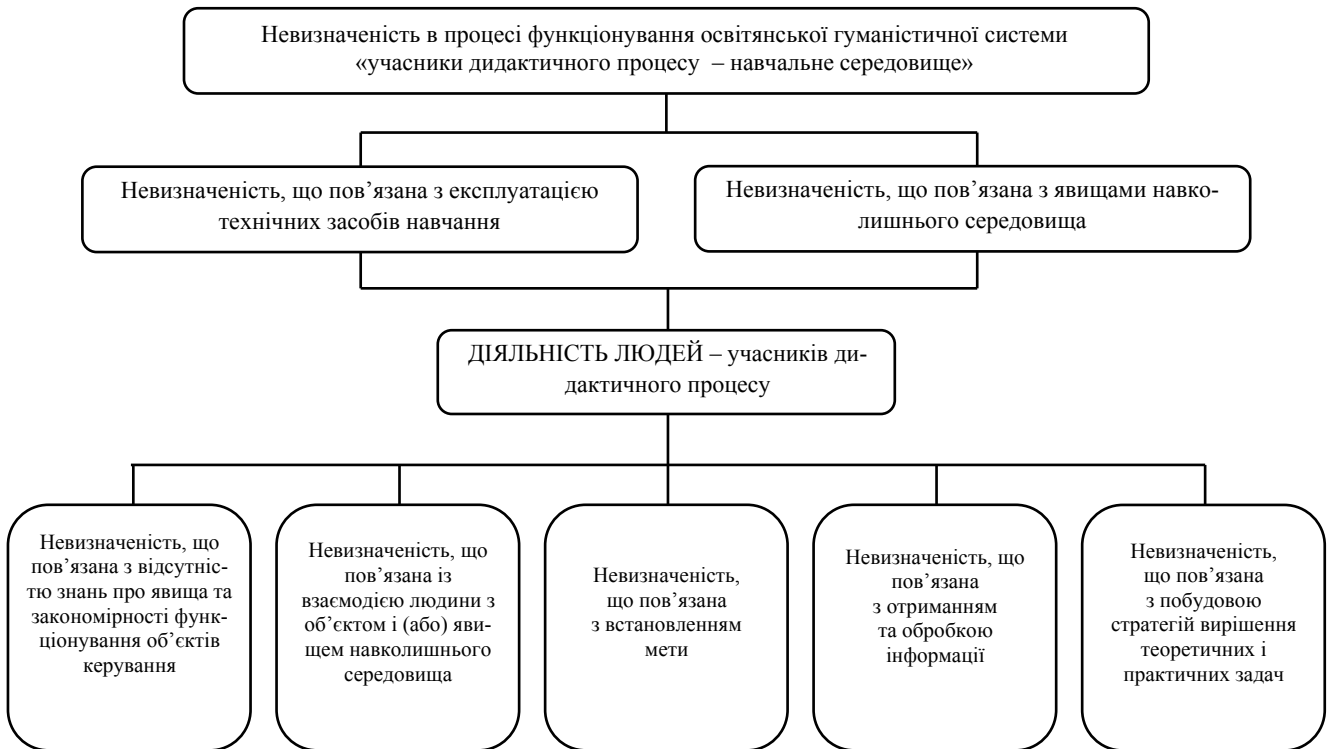 Невизначеність в процесі функціонування освітянської гуманістичної системи
«учасники дидактичного процесу – навчальне середовище»
Невизначеність, що пов’язана з експлуатацією
технічних засобів навчання
Невизначеність, що пов’язана з явищами навко-
лишнього середовища
ДІЯЛЬНІСТЬ ЛЮДЕЙ – учасників ди-
дактичного процесу
Невизначеність, що
пов’язана з відсутніс-
тю знань про явища та
закономірності функ-
ціонування об’єктів
керування
Невизначеність, що
пов’язана із
взаємодією людини з
об’єктом і (або) яви-
щем навколишнього
середовища
Невизначеність,
що пов’язана
з встановленням
мети
Невизначеність, що
пов’язана
з отриманням
та обробкою
інформації
Невизначеність,
що пов’язана
з побудовою
стратегій вирішення
теоретичних і
практичних задач